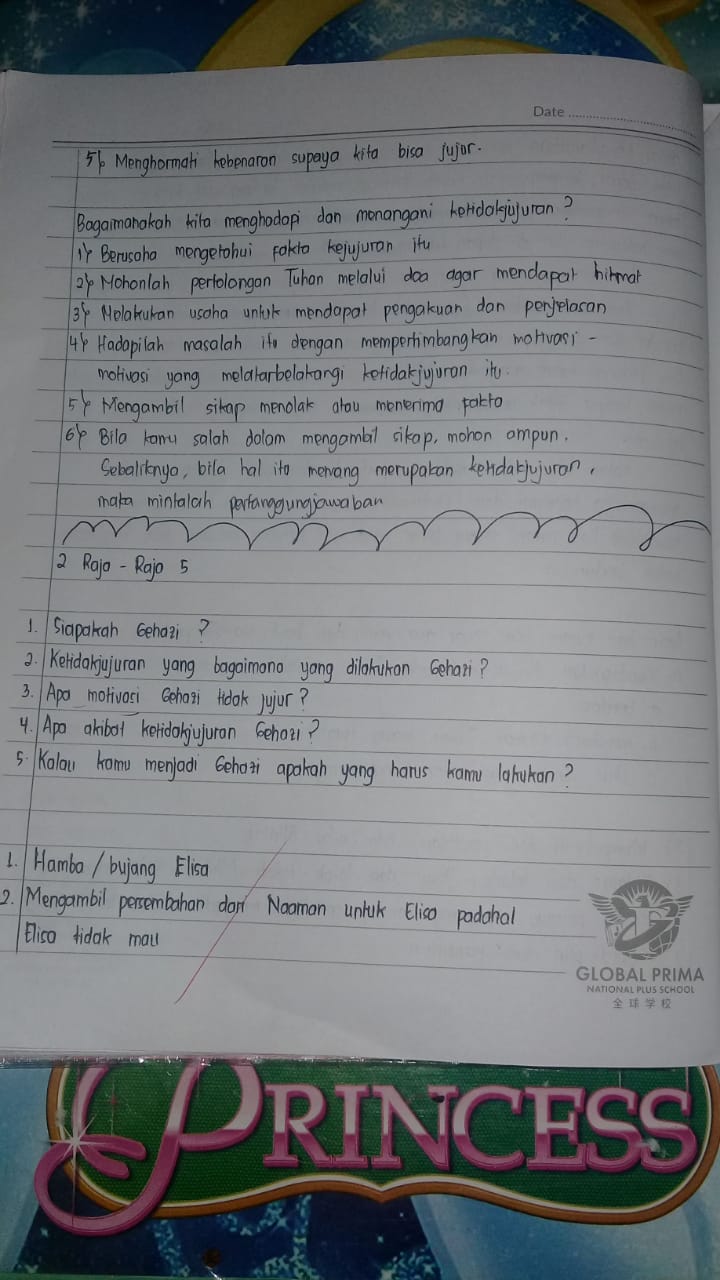 Date
5) Menghormati kebenaran supaya kita bisa jujur.
Bagaimanakah kita menghadapi dan menangani ketidakjujuran?
1) Berusaha mengetahui fakta kejujuran itu
2) Mohonlah pertolongan Tuhan melalui doa agar mendapat hikmat
3) Melakukan usaha untuk mendapat pengakuan dan penjelasan
4) Hadapilah masalah itu dengan mempertimbangkan motivasi -
motivasi yang melatarbelakangi ketidakjujuran itu.
5) Mengambil sikap menolak atau menerima fakta
6) Bila kamu salah dalam mengambil sikap, mohon ampun.
Sebaliknya, bila hal itu memang merupakan ketidakjujuran,
maka mintalah pertanggungjawaban
2 Raja - Raja 5
1. Siapakah Gehazi ?
2. Ketidakjujuran yang bagaimana yang dilakukan Gehazi ?
3. Apa motivasi Gehazi tidak jujur ?
4. Apa akibat ketidakjujuran Gehazi ?
5. Kalau kamu menjadi Gehazi apakah yang harus kamu lakukan ?
1. Hamba / bujang Elisa
2. Mengambil persembahan dari Naaman untuk Elisa padahal
Elisa tidak mau
GLOBAL PRIMA
NATIONAL PLUS SCHOOL
全球学校
PRINCESS